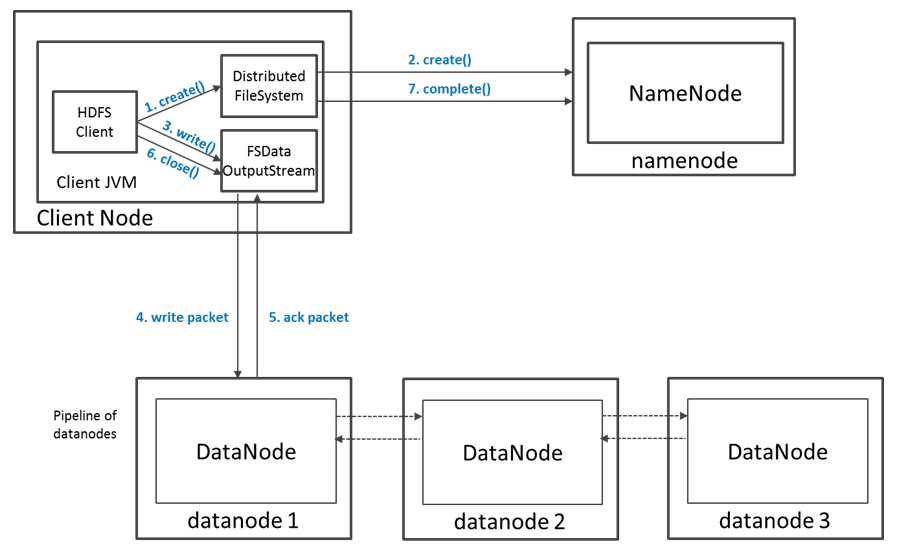 Distributed
FileSystem
HDFS
Client
FSData
OutputStream
1. create()
3. write()
6. close()
Client JVM
Client Node
2. create()
7. complete()
NameNode
namenode
4. write packet
5. ack packet
Pipeline of
datanodes
DataNode
datanode 1
DataNode
datanode 2
DataNode
datanode 3